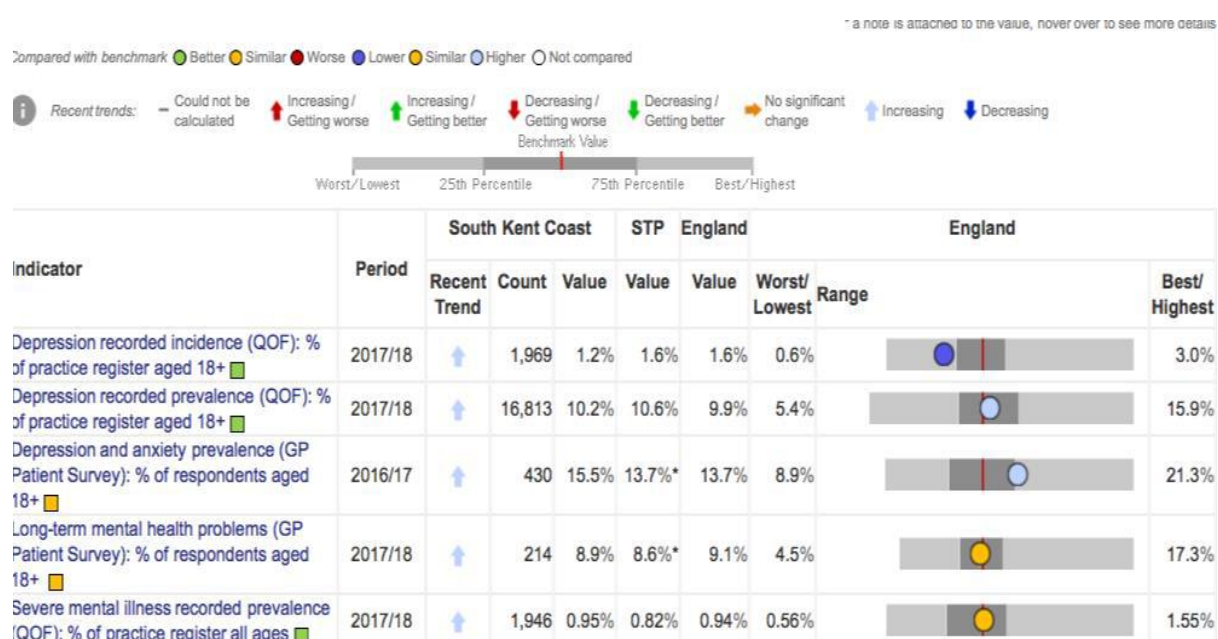 a note is attached to the value, hover over to see more details
Compared with benchmark Better Similar Worse Lower Similar Higher Not compared
i Recent trends: – Could not be calculated Increasing / Getting worse Increasing / Getting better Decreasing / Getting worse Decreasing / Getting better No significant change Increasing Decreasing
Benchmark Value
Worst/Lowest 25th Percentile 75th Percentile Best/Highest
Indicator Period South Kent Coast STP England England
Recent Trend Count Value Value Value Worst/ Lowest Range Best/ Highest
Depression recorded incidence (QOF): %
of practice register aged 18+ 2017/18 1,969 1.2% 1.6% 1.6% 0.6% 3.0%
Depression recorded prevalence (QOF): %
of practice register aged 18+ 2017/18 16,813 10.2% 10.6% 9.9% 5.4% 15.9%
Depression and anxiety prevalence (GP
Patient Survey): % of respondents aged 2016/17 430 15.5% 13.7%* 13.7% 8.9% 21.3%
18+
Long-term mental health problems (GP
Patient Survey): % of respondents aged 2017/18 214 8.9% 8.6%* 9.1% 4.5% 17.3%
18+
Severe mental illness recorded prevalence
(QOF): % of practice register all ages 2017/18 1,946 0.95% 0.82% 0.94% 0.56% 1.55%